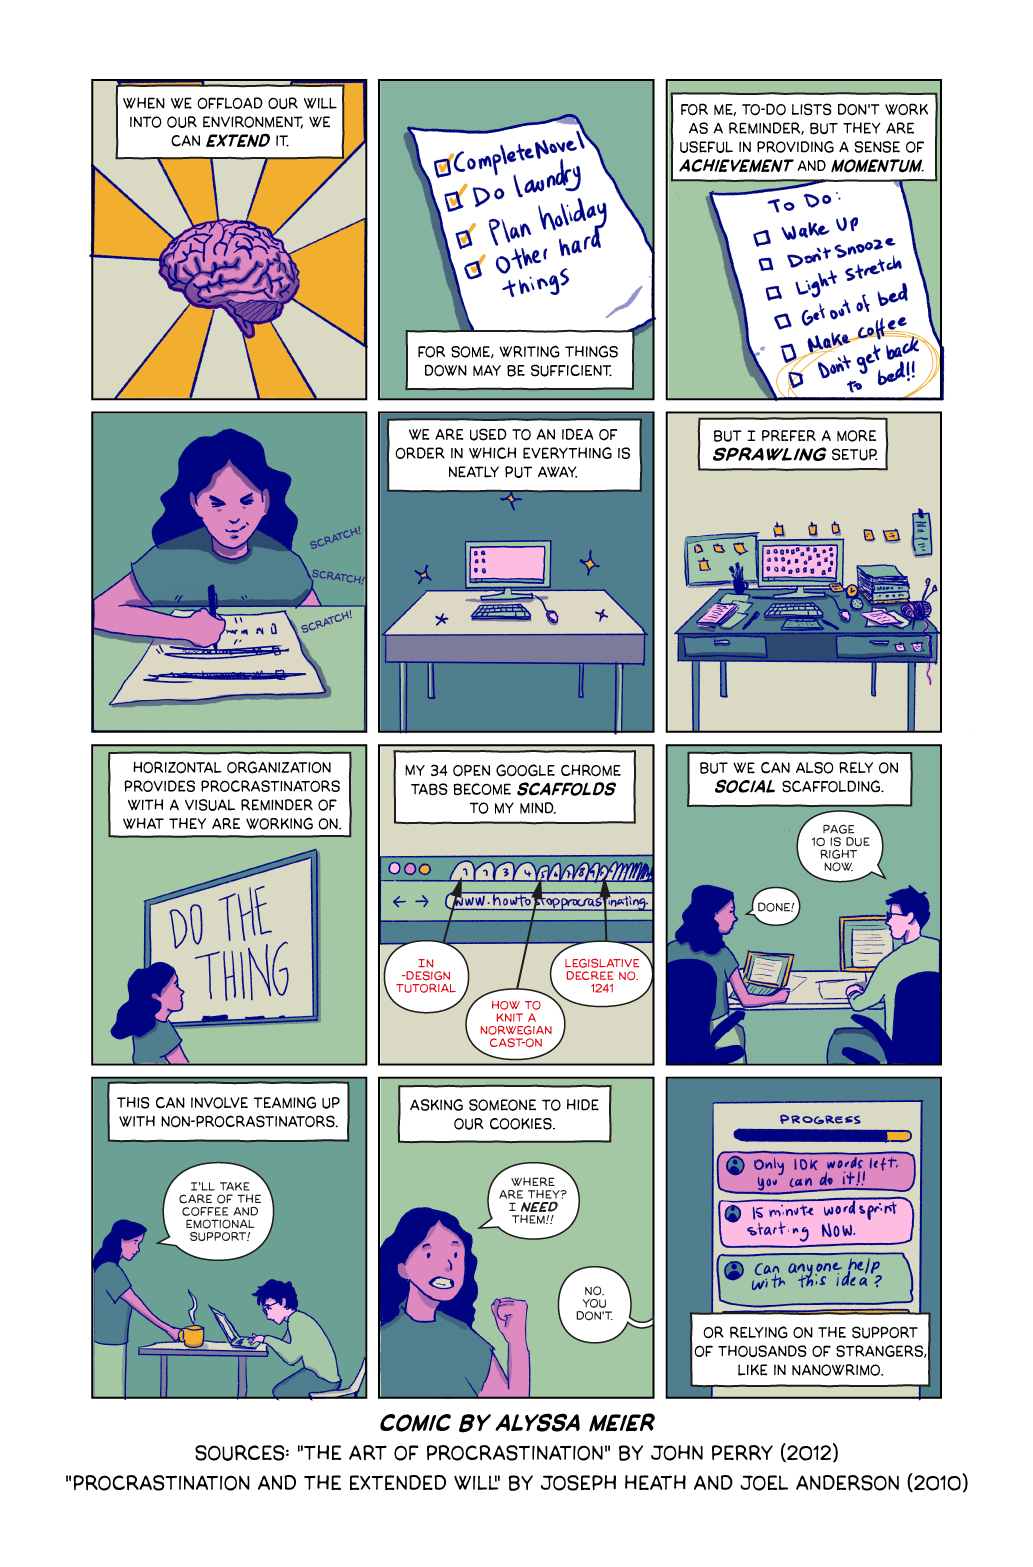 WHEN WE OFFLOAD OUR WILL
INTO OUR ENVIRONMENT, WE
CAN EXTEND IT.
Complete Novel
Do laundry
Plan holiday
Other hard
things
FOR SOME, WRITING THINGS
DOWN MAY BE SUFFICIENT.
FOR ME, TO-DO LISTS DON'T WORK
AS A REMINDER, BUT THEY ARE
USEFUL IN PROVIDING A SENSE OF
ACHIEVEMENT AND MOMENTUM.
To Do:
Wake Up
Don't Snooze
Light Stretch
Get out of bed
Make coffee
Don't get back
to bed!!
SCRATCH!
SCRATCH!
SCRATCH!
WE ARE USED TO AN IDEA OF
ORDER IN WHICH EVERYTHING IS
NEATLY PUT AWAY.
BUT I PREFER A MORE
SPRAWLING SETUP.
HORIZONTAL ORGANIZATION
PROVIDES PROCRASTINATORS
WITH A VISUAL REMINDER OF
WHAT THEY ARE WORKING ON.
DO THE
THING
MY 34 OPEN GOOGLE CHROME
TABS BECOME SCAFFOLDS
TO MY MIND.
1 2 3 4 5 6 7 8 9
www.howtostopprocrastinating.
IN
-DESIGN
TUTORIAL
HOW TO
KNIT A
NORWEGIAN
CAST-ON
LEGISLATIVE
DECREE NO.
1241
BUT WE CAN ALSO RELY ON
SOCIAL SCAFFOLDING.
PAGE
10 IS DUE
RIGHT
NOW.
DONE!
THIS CAN INVOLVE TEAMING UP
WITH NON-PROCRASTINATORS.
I'LL TAKE
CARE OF THE
COFFEE AND
EMOTIONAL
SUPPORT!
ASKING SOMEONE TO HIDE
OUR COOKIES.
WHERE
ARE THEY?
I NEED
THEM!!
NO.
YOU
DON'T.
PROGRESS
Only 10K words left.
you can do it!!
15 minute wordsprint
starting NOW.
Can anyone help
with this idea?
OR RELYING ON THE SUPPORT
OF THOUSANDS OF STRANGERS,
LIKE IN NANOWRIMO.
COMIC BY ALYSSA MEIER
SOURCES: "THE ART OF PROCRASTINATION" BY JOHN PERRY (2012)
"PROCRASTINATION AND THE EXTENDED WILL" BY JOSEPH HEATH AND JOEL ANDERSON (2010)